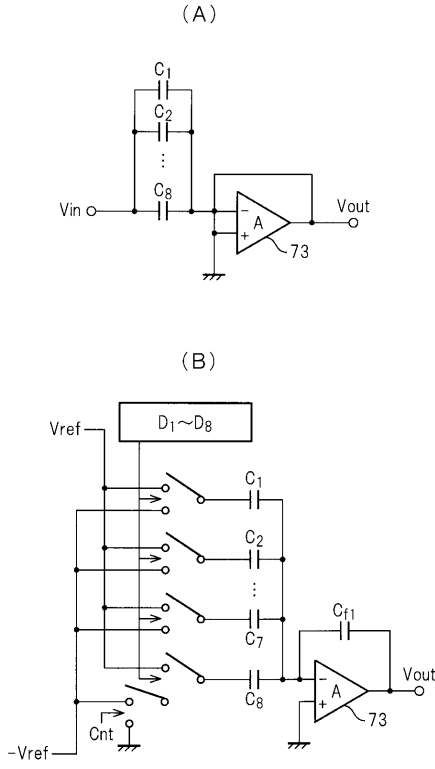 (A)
C1
C2
⋮
C8
Vin
−
A
+
Vout
73
(B)
D1~D8
Vref
C1
C2
⋮
C7
Cf1
C8
−
A
+
Vout
73
Cnt
-Vref